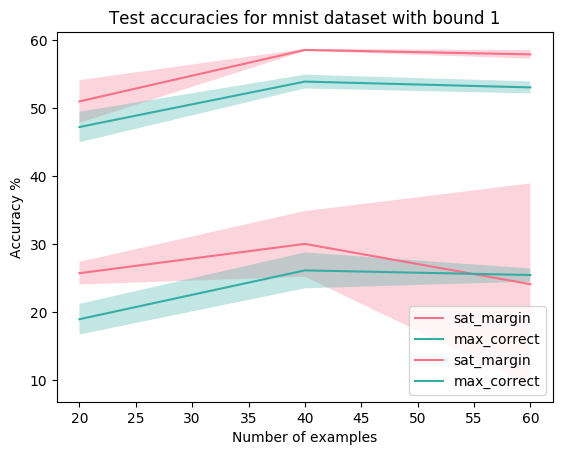 Test accuracies for mnist dataset with bound 1
Accuracy %
60
50
40
30
20
10
sat_margin
max_correct
sat_margin
max_correct
20 25 30 35 40 45 50 55 60
Number of examples